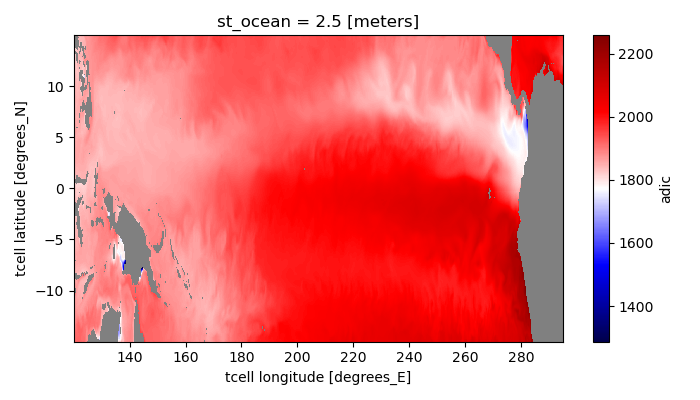 st_ocean = 2.5 [meters]
10
5
0
−5
−10
tcell latitude [degrees_N]
140 160 180 200 220 240 260 280
tcell longitude [degrees_E]
2200
2000
1800
1600
1400
adic